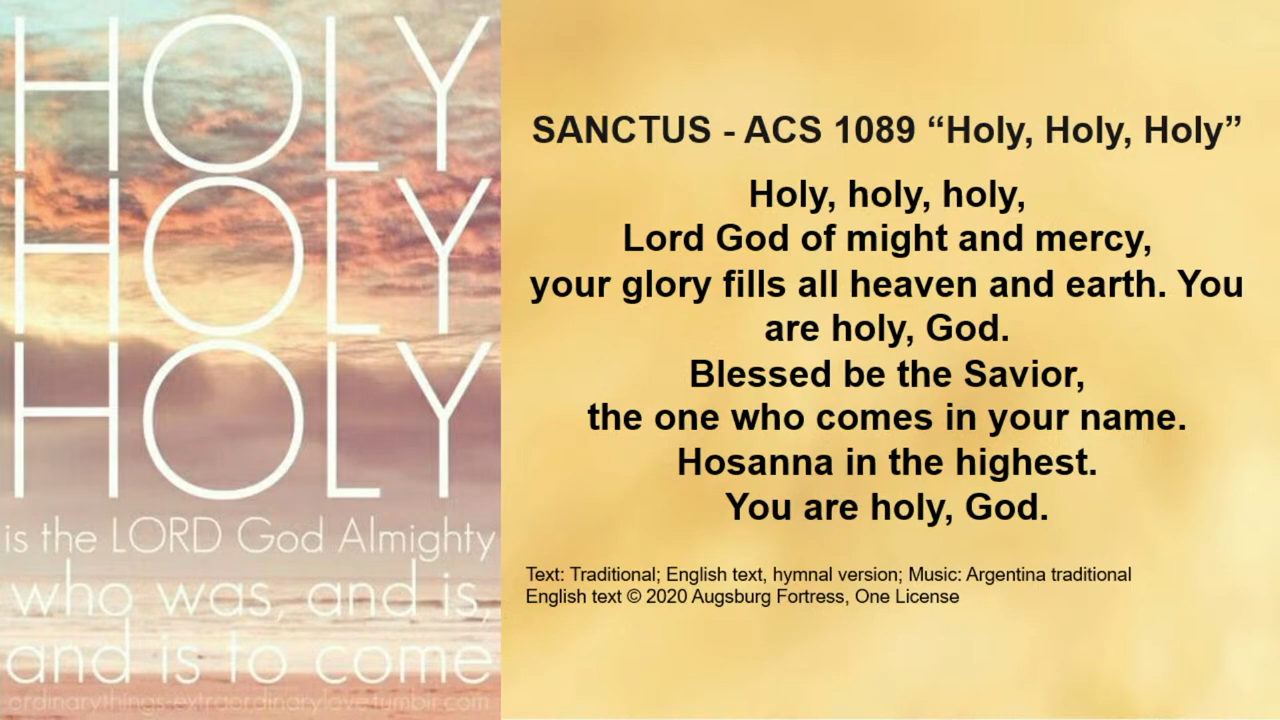 HOLY
HOLY
HOLY
is the LORD God Almighty
who was, and is,
and is to come
ordinarythings-extraordinarylove.tumblr.com
SANCTUS - ACS 1089 “Holy, Holy, Holy”
Holy, holy, holy,
Lord God of might and mercy,
your glory fills all heaven and earth. You
are holy, God.
Blessed be the Savior,
the one who comes in your name.
Hosanna in the highest.
You are holy, God.
Text: Traditional; English text, hymnal version; Music: Argentina traditional
English text © 2020 Augsburg Fortress, One License